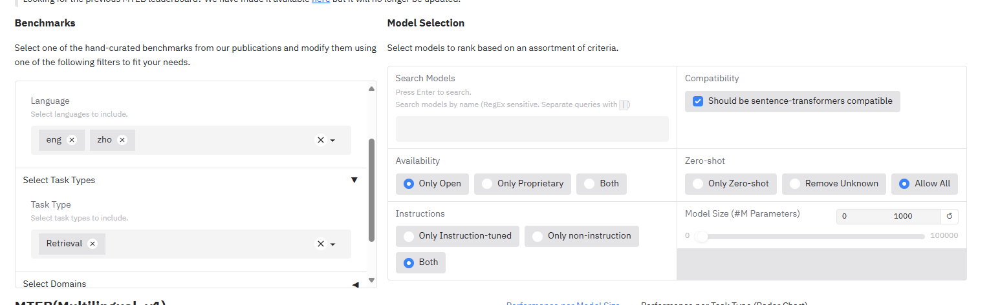 Looking for the previous MTEB leaderboard? We have made it available here but it will no longer be updated.
Benchmarks
Select one of the hand-curated benchmarks from our publications and modify them using
one of the following filters to fit your needs.
Language
Select languages to include.
eng × zho ×
Select Task Types
Task Type
Select task types to include.
Retrieval ×
Select Domains
MTEB(Multilingual, v1)
Model Selection
Select models to rank based on an assortment of criteria.
Search Models
Press Enter to search.
Search models by name (RegEx sensitive. Separate queries with |)
Compatibility
Should be sentence-transformers compatible
Availability
Only Open Only Proprietary Both
Zero-shot
Only Zero-shot Remove Unknown Allow All
Instructions
Only Instruction-tuned Only non-instruction
Both
Model Size (#M Parameters) 0 1000
0 100000
Performance per Model Size Performance per Task Type (Radar Chart)